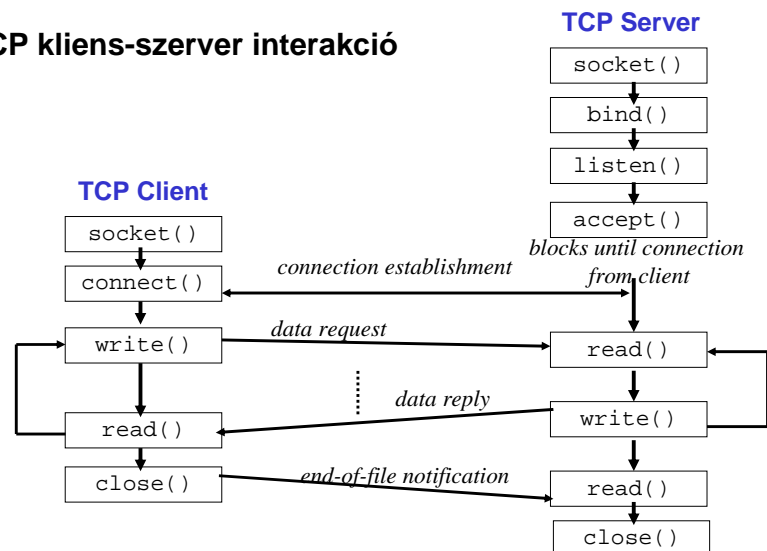 TCP Server
CP kliens-szerver interakció
socket()
bind()
listen()
TCP Client
accept()
socket()
blocks until connection
connection establishment
from client
connect()
data request
write()
read()
data reply
write()
read()
end-of-file notification
close()
read()
close()